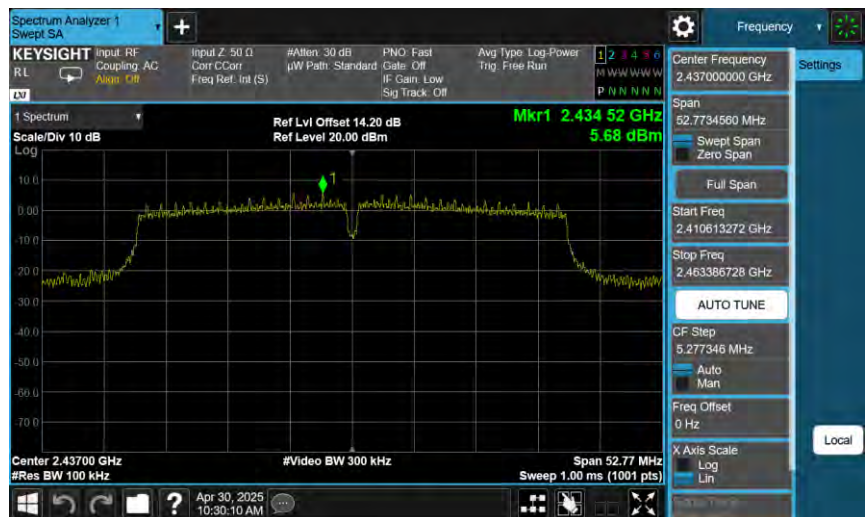 Spectrum Analyzer 1
Swept SA
+
Frequency
KEYSIGHT
RL
LXI
Input: RF
Coupling: AC
Align: Off
Input Z: 50 Ω
Corr CCorr
Freq Ref: Int (S)
#Atten: 30 dB
µW Path: Standard
PNO: Fast
Gate: Off
IF Gain: Low
Sig Track: Off
Avg Type: Log-Power
Trig: Free Run
1 2 3 4 5 6
M W W W W W
P N N N N N
1 Spectrum
Scale/Div 10 dB
Log
Ref Lvl Offset 14.20 dB
Ref Level 20.00 dBm
Mkr1 2.434 52 GHz
5.68 dBm
1
10.0
0.00
-10.0
-20.0
-30.0
-40.0
-50.0
-60.0
-70.0
Center 2.43700 GHz
#Res BW 100 kHz
#Video BW 300 kHz
Span 52.77 MHz
Sweep 1.00 ms (1001 pts)
Center Frequency
2.437000000 GHz
Settings
Span
52.7734560 MHz
Swept Span
Zero Span
Full Span
Start Freq
2.410613272 GHz
Stop Freq
2.463386728 GHz
AUTO TUNE
CF Step
5.277346 MHz
Auto
Man
Freq Offset
0 Hz
X Axis Scale
Log
Lin
Local
?
Apr 30, 2025
10:30:10 AM